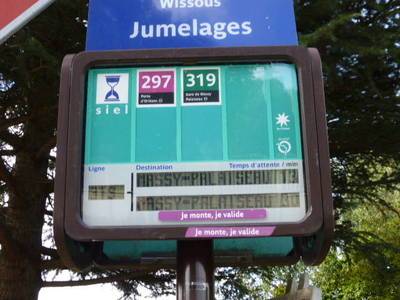 Wissous
Jumelages
297
319
Porte
d'Orléans
Gare de Massy
Palaiseau
siel
Ligne
Destination
Temps d'attente / mn
MASSY-PALAISEAU
MASSY-PALAISEAU
Je monte, je valide
Je monte, je valide